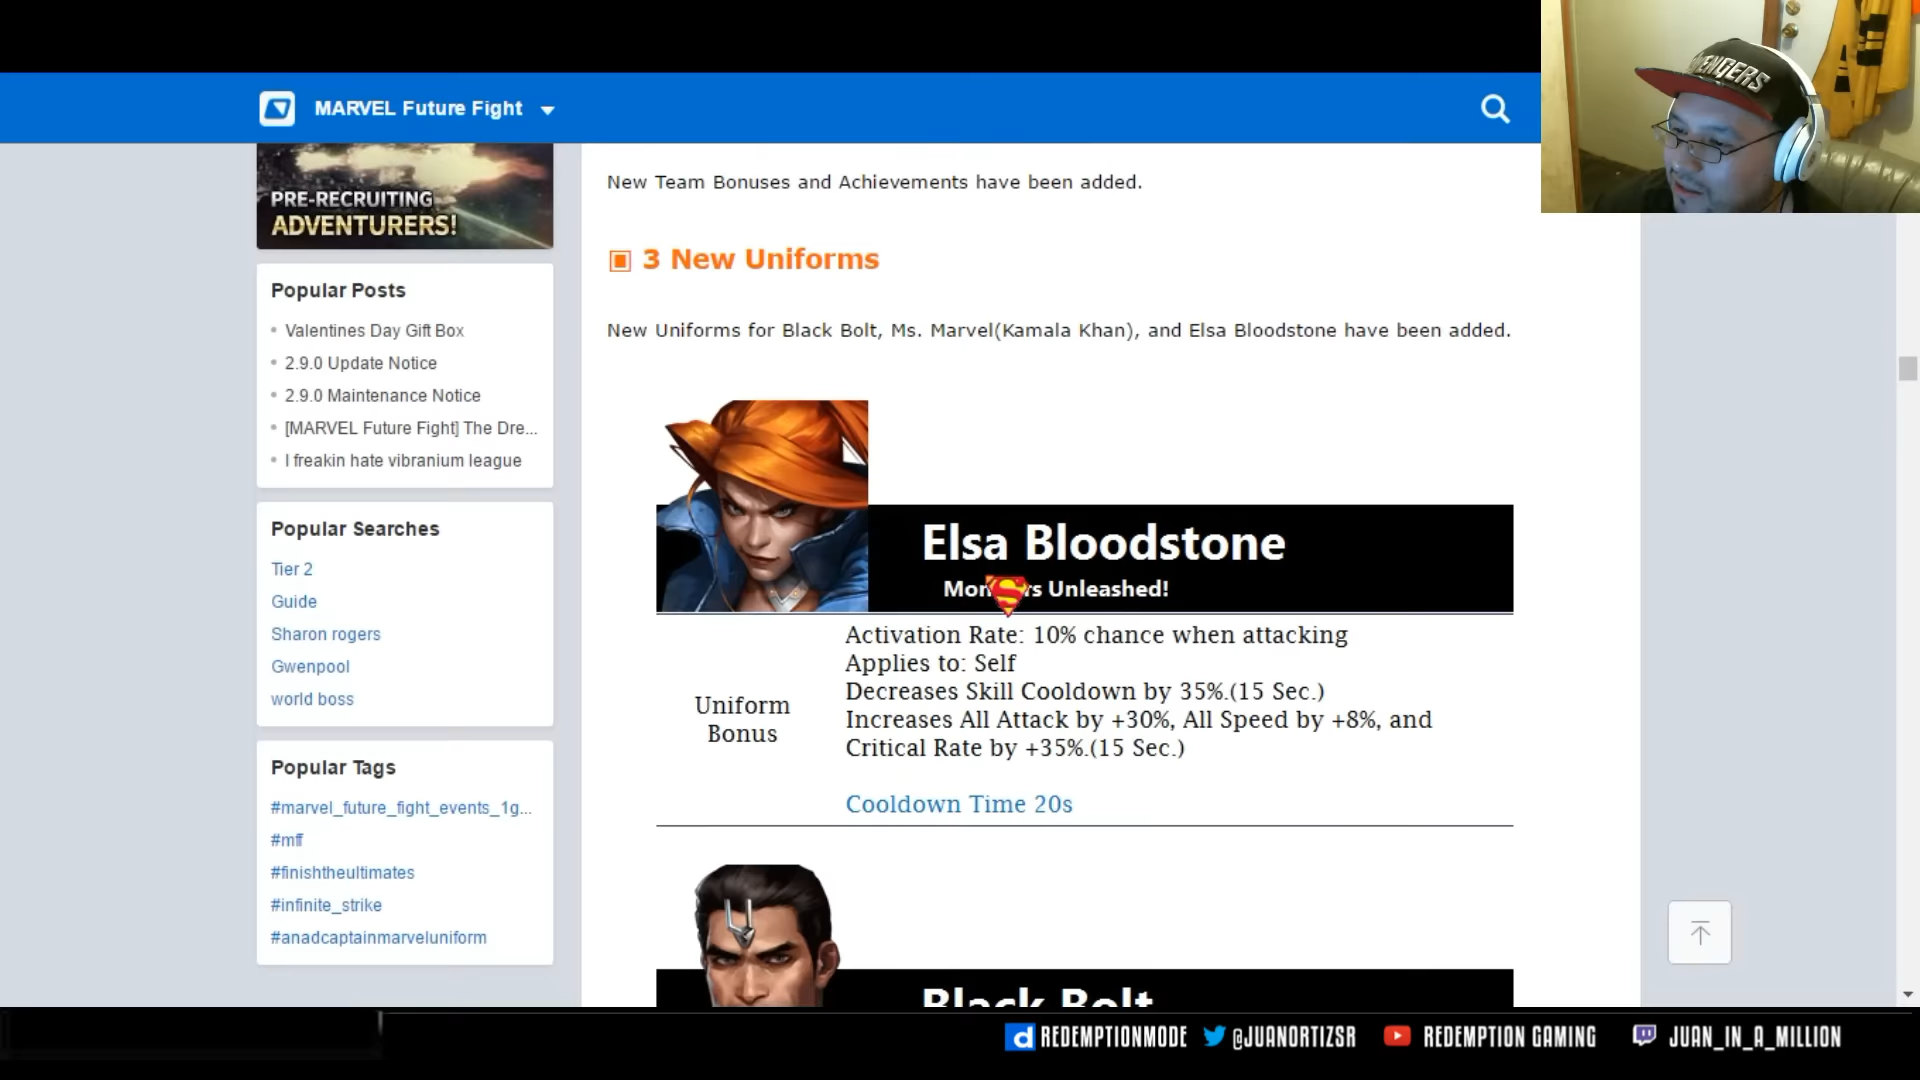 MARVEL Future Fight
AVENGERS
PRE-RECRUITING
ADVENTURERS!
Popular Posts
Valentines Day Gift Box
2.9.0 Update Notice
2.9.0 Maintenance Notice
[MARVEL Future Fight] The Dre...
I freakin hate vibranium league
Popular Searches
Tier 2
Guide
Sharon rogers
Gwenpool
world boss
Popular Tags
#marvel_future_fight_events_1g...
#mff
#finishtheultimates
#infinite_strike
#anadcaptainmarveluniform
New Team Bonuses and Achievements have been added.
3 New Uniforms
New Uniforms for Black Bolt, Ms. Marvel(Kamala Khan), and Elsa Bloodstone have been added.
Elsa Bloodstone
Unleashed!
Uniform
Bonus
Activation Rate: 10% chance when attacking
Applies to: Self
Decreases Skill Cooldown by 35%.(15 Sec.)
Increases All Attack by +30%, All Speed by +8%, and
Critical Rate by +35%.(15 Sec.)
Cooldown Time 20s
Black Bolt
d REDEMPTIONMODE @JUANORTIZSR REDEMPTION GAMING JUAN_IN_A_MILLION